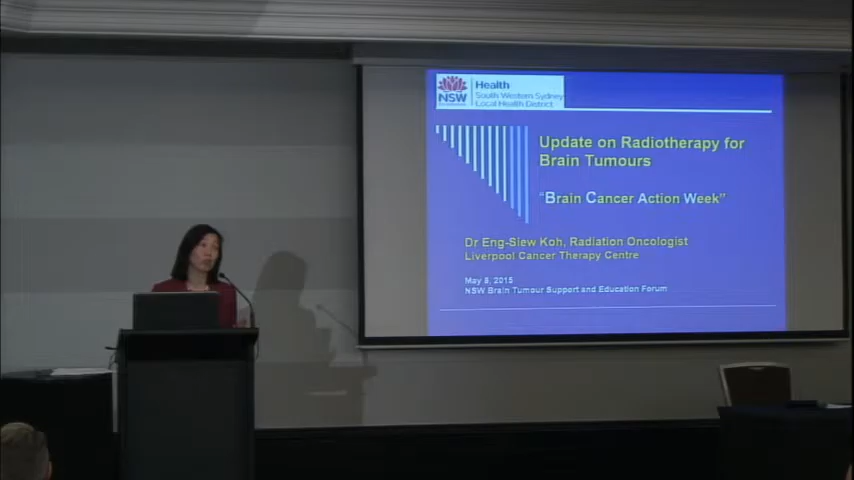 NSW
Health
South Western Sydney
Local Health District
Update on Radiotherapy for
Brain Tumours
"Brain Cancer Action Week"
Dr Eng-Siew Koh, Radiation Oncologist
Liverpool Cancer Therapy Centre
May 8, 2015
NSW Brain Tumour Support and Education Forum